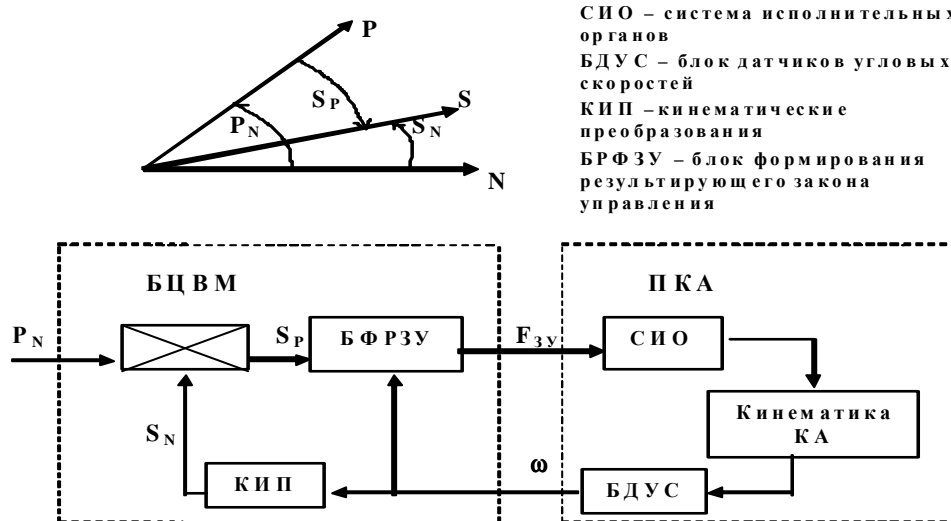 СИО – система исполнительных
органов
БДУС – блок датчиков угловых
скоростей
КИП –кинематические
преобразования
БРФЗУ – блок формирования
результирующего закона
управления
P
S
N
S P
P N
S N
БЦВМ
ПКА
P N
S P
БФРЗУ
F ЗУ
СИО
Кинематика
КА
S N
КИП
ω
БДУС